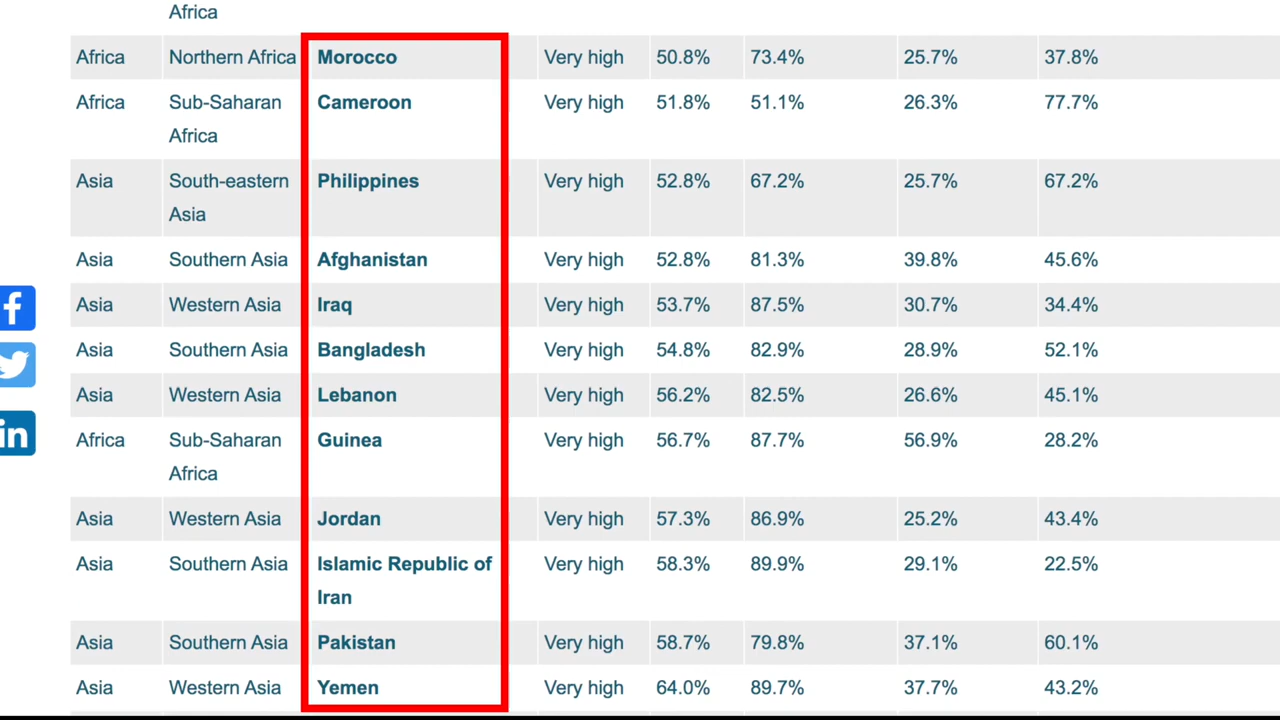 Africa
Africa Northern Africa Morocco Very high 50.8% 73.4% 25.7% 37.8%
Africa Sub-Saharan Cameroon Very high 51.8% 51.1% 26.3% 77.7%
Africa
Asia South-eastern Philippines Very high 52.8% 67.2% 25.7% 67.2%
Asia
Asia Southern Asia Afghanistan Very high 52.8% 81.3% 39.8% 45.6%
Asia Western Asia Iraq Very high 53.7% 87.5% 30.7% 34.4%
Asia Southern Asia Bangladesh Very high 54.8% 82.9% 28.9% 52.1%
Asia Western Asia Lebanon Very high 56.2% 82.5% 26.6% 45.1%
Africa Sub-Saharan Guinea Very high 56.7% 87.7% 56.9% 28.2%
Africa
Asia Western Asia Jordan Very high 57.3% 86.9% 25.2% 43.4%
Asia Southern Asia Islamic Republic of Very high 58.3% 89.9% 29.1% 22.5%
Iran
Asia Southern Asia Pakistan Very high 58.7% 79.8% 37.1% 60.1%
Asia Western Asia Yemen Very high 64.0% 89.7% 37.7% 43.2%
f
in